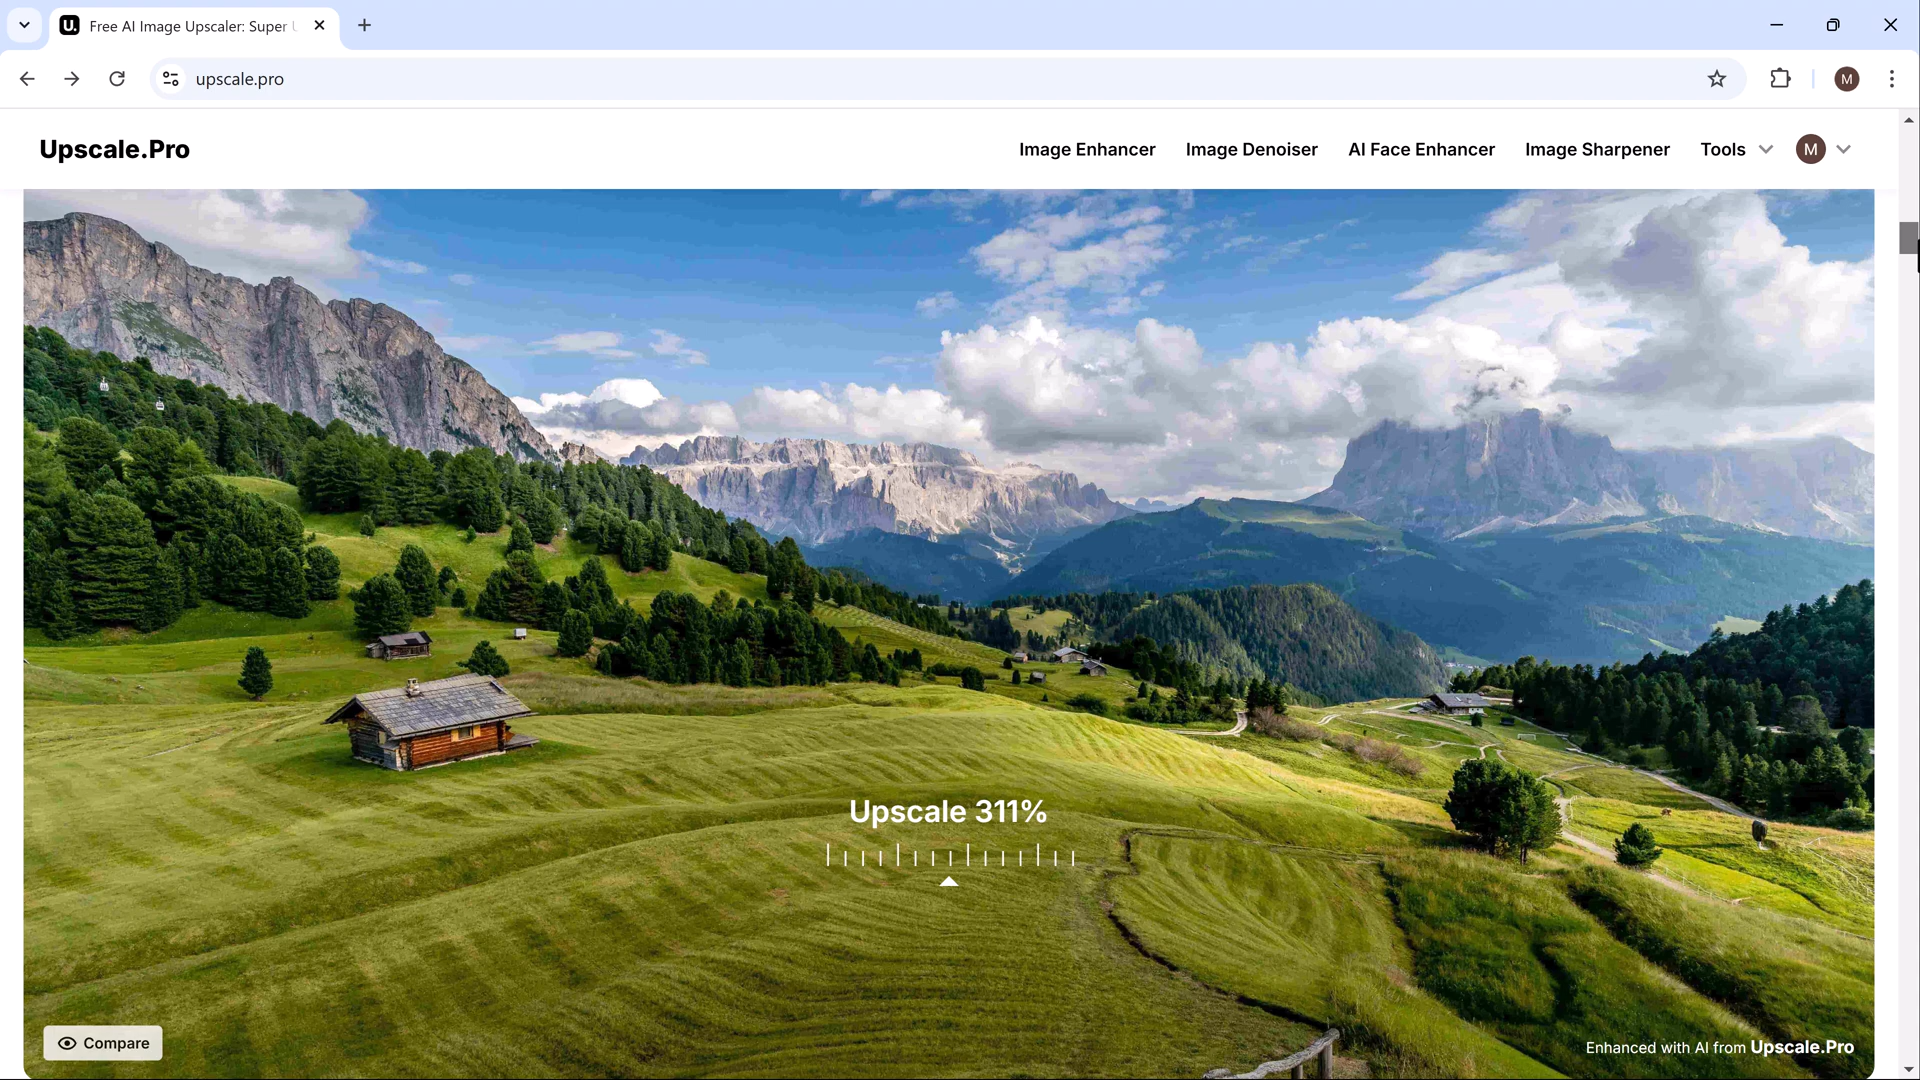 Free AI Image Upscaler: Super
upscale.pro
M
Upscale.Pro
Image Enhancer
Image Denoiser
AI Face Enhancer
Image Sharpener
Tools
M
Upscale 311%
Compare
Enhanced with AI from Upscale.Pro